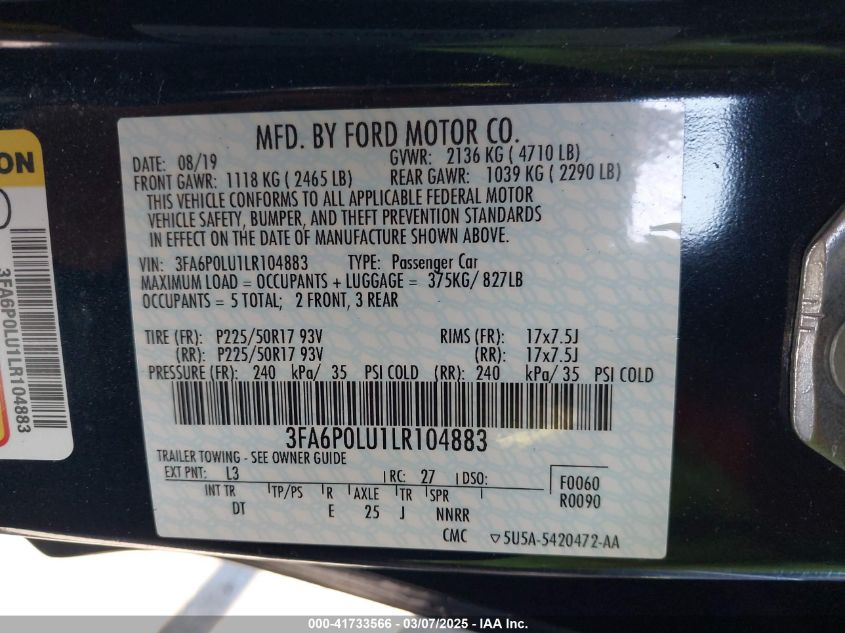 MFD. BY FORD MOTOR CO.
DATE: 08/19 GVWR: 2136 KG ( 4710 LB)
FRONT GAWR: 1118 KG ( 2465 LB) REAR GAWR: 1039 KG ( 2290 LB)
THIS VEHICLE CONFORMS TO ALL APPLICABLE FEDERAL MOTOR
VEHICLE SAFETY, BUMPER, AND THEFT PREVENTION STANDARDS
IN EFFECT ON THE DATE OF MANUFACTURE SHOWN ABOVE.
VIN: 3FA6P0LU1LR104883 TYPE: Passenger Car
MAXIMUM LOAD = OCCUPANTS + LUGGAGE = 375KG/ 827LB
OCCUPANTS = 5 TOTAL; 2 FRONT, 3 REAR
TIRE (FR): P225/50R17 93V RIMS (FR): 17x7.5J
(RR): P225/50R17 93V (RR): 17x7.5J
PRESSURE (FR): 240 kPa/ 35 PSI COLD (RR): 240 kPa/ 35 PSI COLD
3FA6P0LU1LR104883
TRAILER TOWING - SEE OWNER GUIDE
EXT PNT: L3 RC: 27 DSO: F0060
R0090
INT TR TP/PS R AXLE TR SPR
DT E 25 J NNRR
CMC ▽5U5A-5420472-AA
ON
3FA6P0LU1LR104883
000-41733566 — 03/07/2025 — IAA Inc.